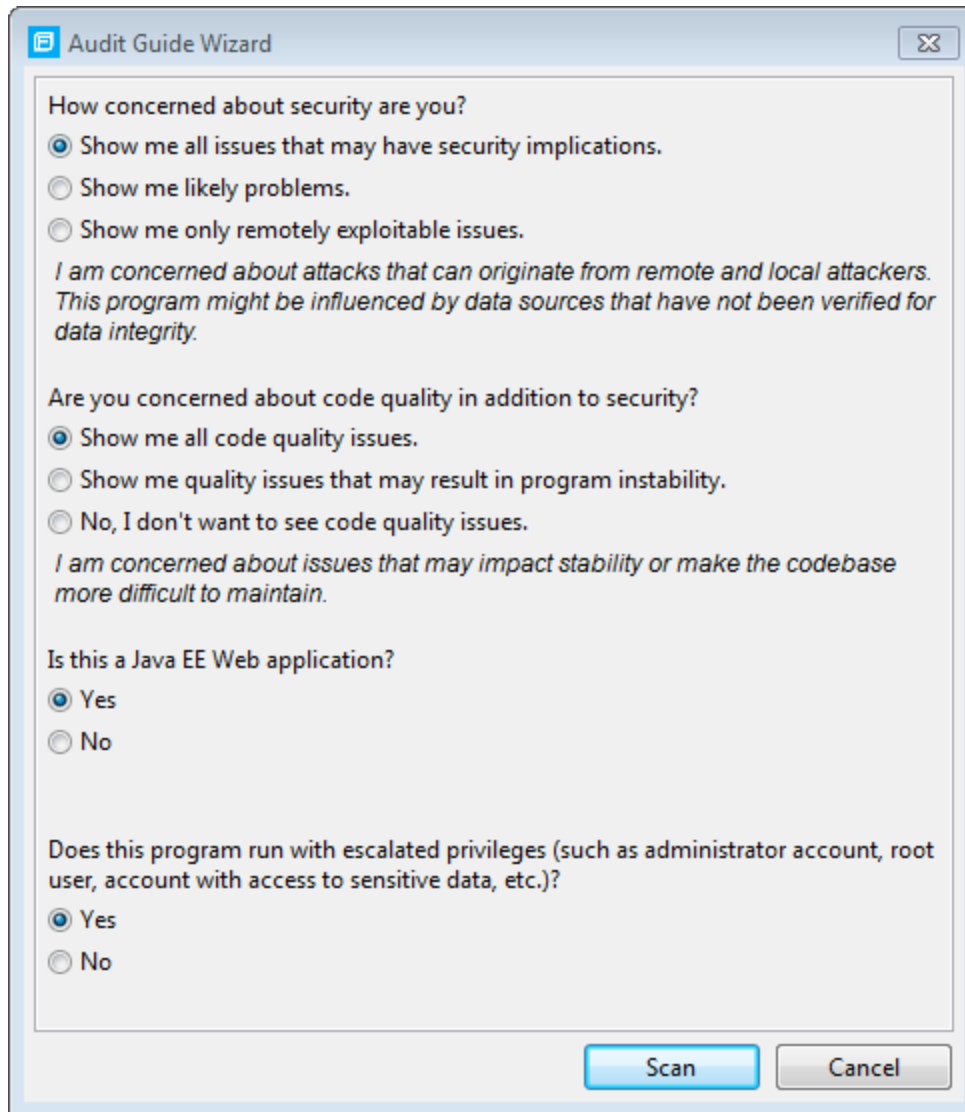 Audit Guide Wizard
How concerned about security are you?
Show me all issues that may have security implications.
Show me likely problems.
Show me only remotely exploitable issues.
I am concerned about attacks that can originate from remote and local attackers.
This program might be influenced by data sources that have not been verified for
data integrity.
Are you concerned about code quality in addition to security?
Show me all code quality issues.
Show me quality issues that may result in program instability.
No, I don't want to see code quality issues.
I am concerned about issues that may impact stability or make the codebase
more difficult to maintain.
Is this a Java EE Web application?
Yes
No
Does this program run with escalated privileges (such as administrator account, root
user, account with access to sensitive data, etc.)?
Yes
No
Scan Cancel